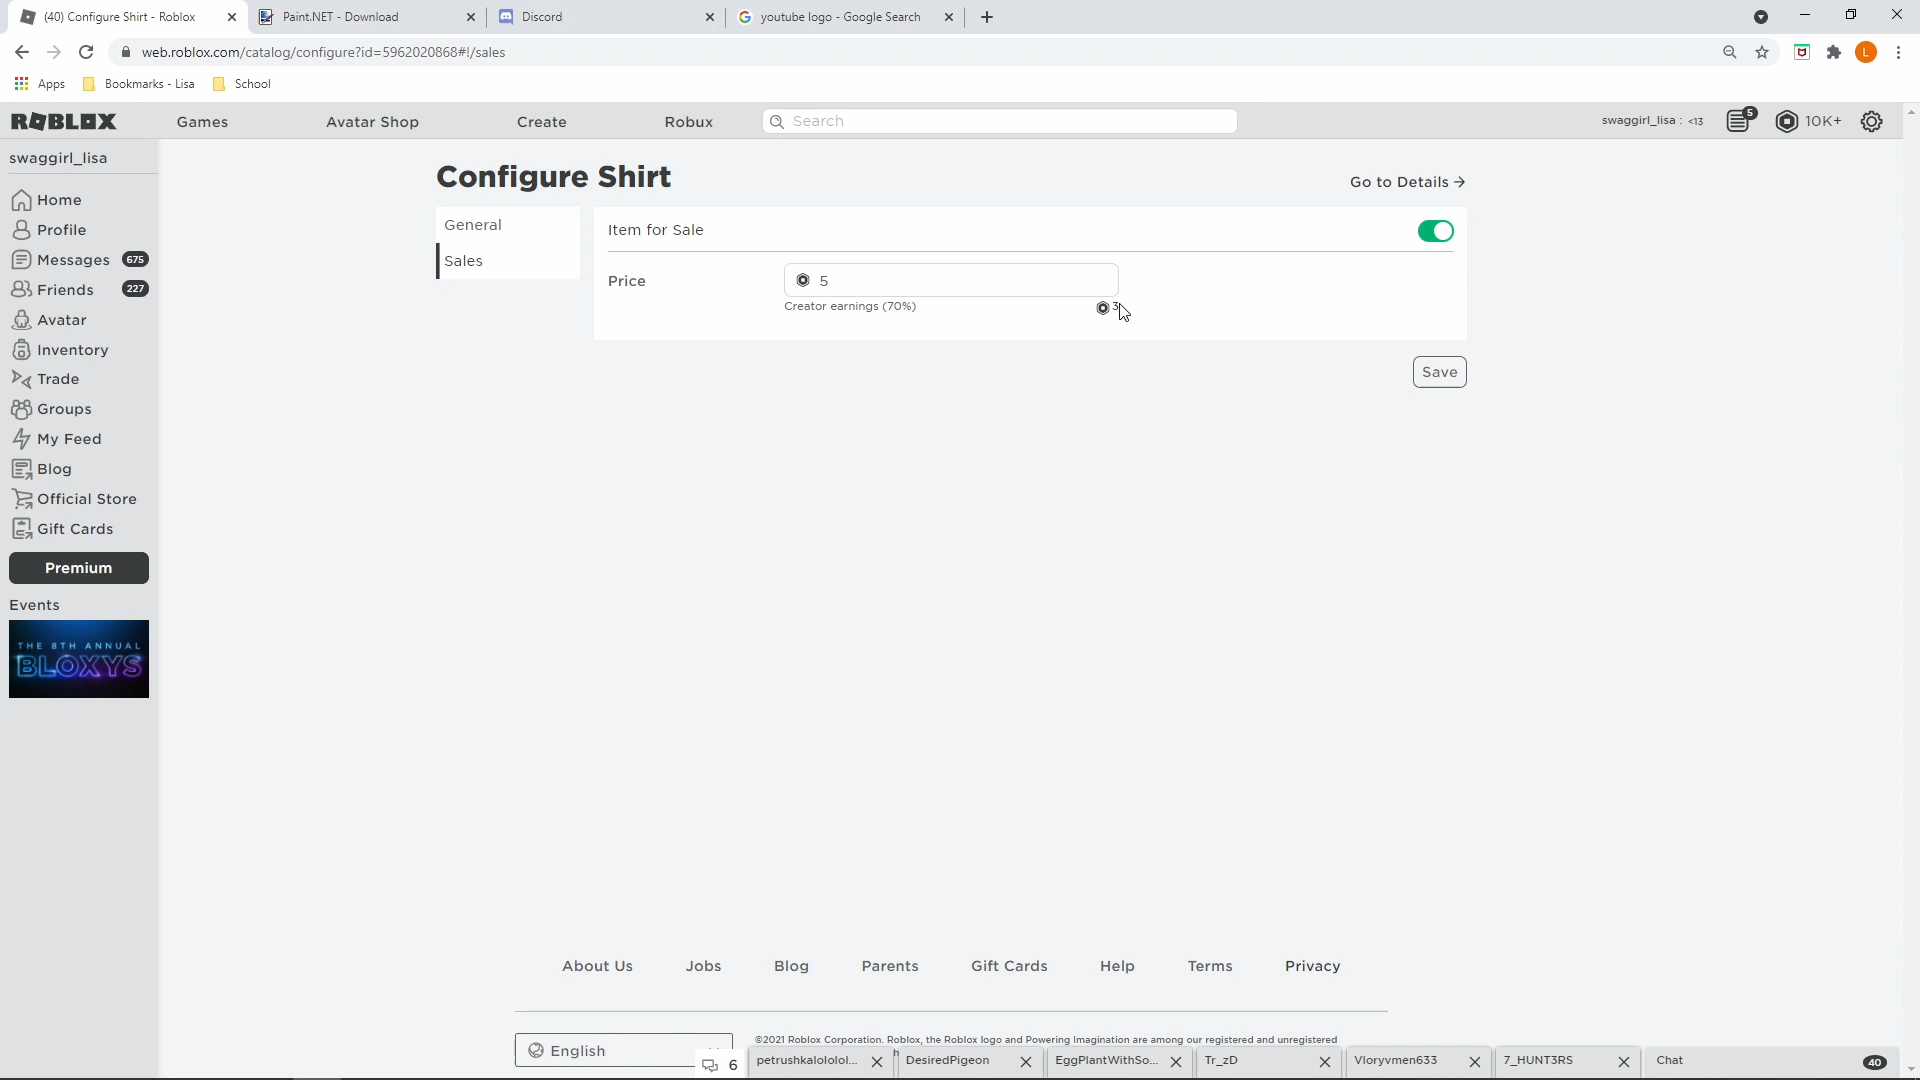 (40) Configure Shirt - Roblox
Paint.NET - Download
Discord
youtube logo - Google Search
web.roblox.com/catalog/configure?id=5962020868#!/sales
L
Apps
Bookmarks - Lisa
School
ROBLOX
Games
Avatar Shop
Create
Robux
Search
swaggirl_lisa : <13
5
10K+
swaggirl_lisa
Home
Profile
Messages 675
Friends 227
Avatar
Inventory
Trade
Groups
My Feed
Blog
Official Store
Gift Cards
Premium
Events
THE 8TH ANNUAL
BLOXYS
Configure Shirt
Go to Details
General
Sales
Item for Sale
Price
5
Creator earnings (70%)
3
Save
About Us
Jobs
Blog
Parents
Gift Cards
Help
Terms
Privacy
English
©2021 Roblox Corporation. Roblox, the Roblox logo and Powering Imagination are among our registered and unregistered
6
petrushkalololol...
DesiredPigeon
EggPlantWithSo...
Tr_zD
Vloryvmen633
7_HUNT3RS
Chat
40